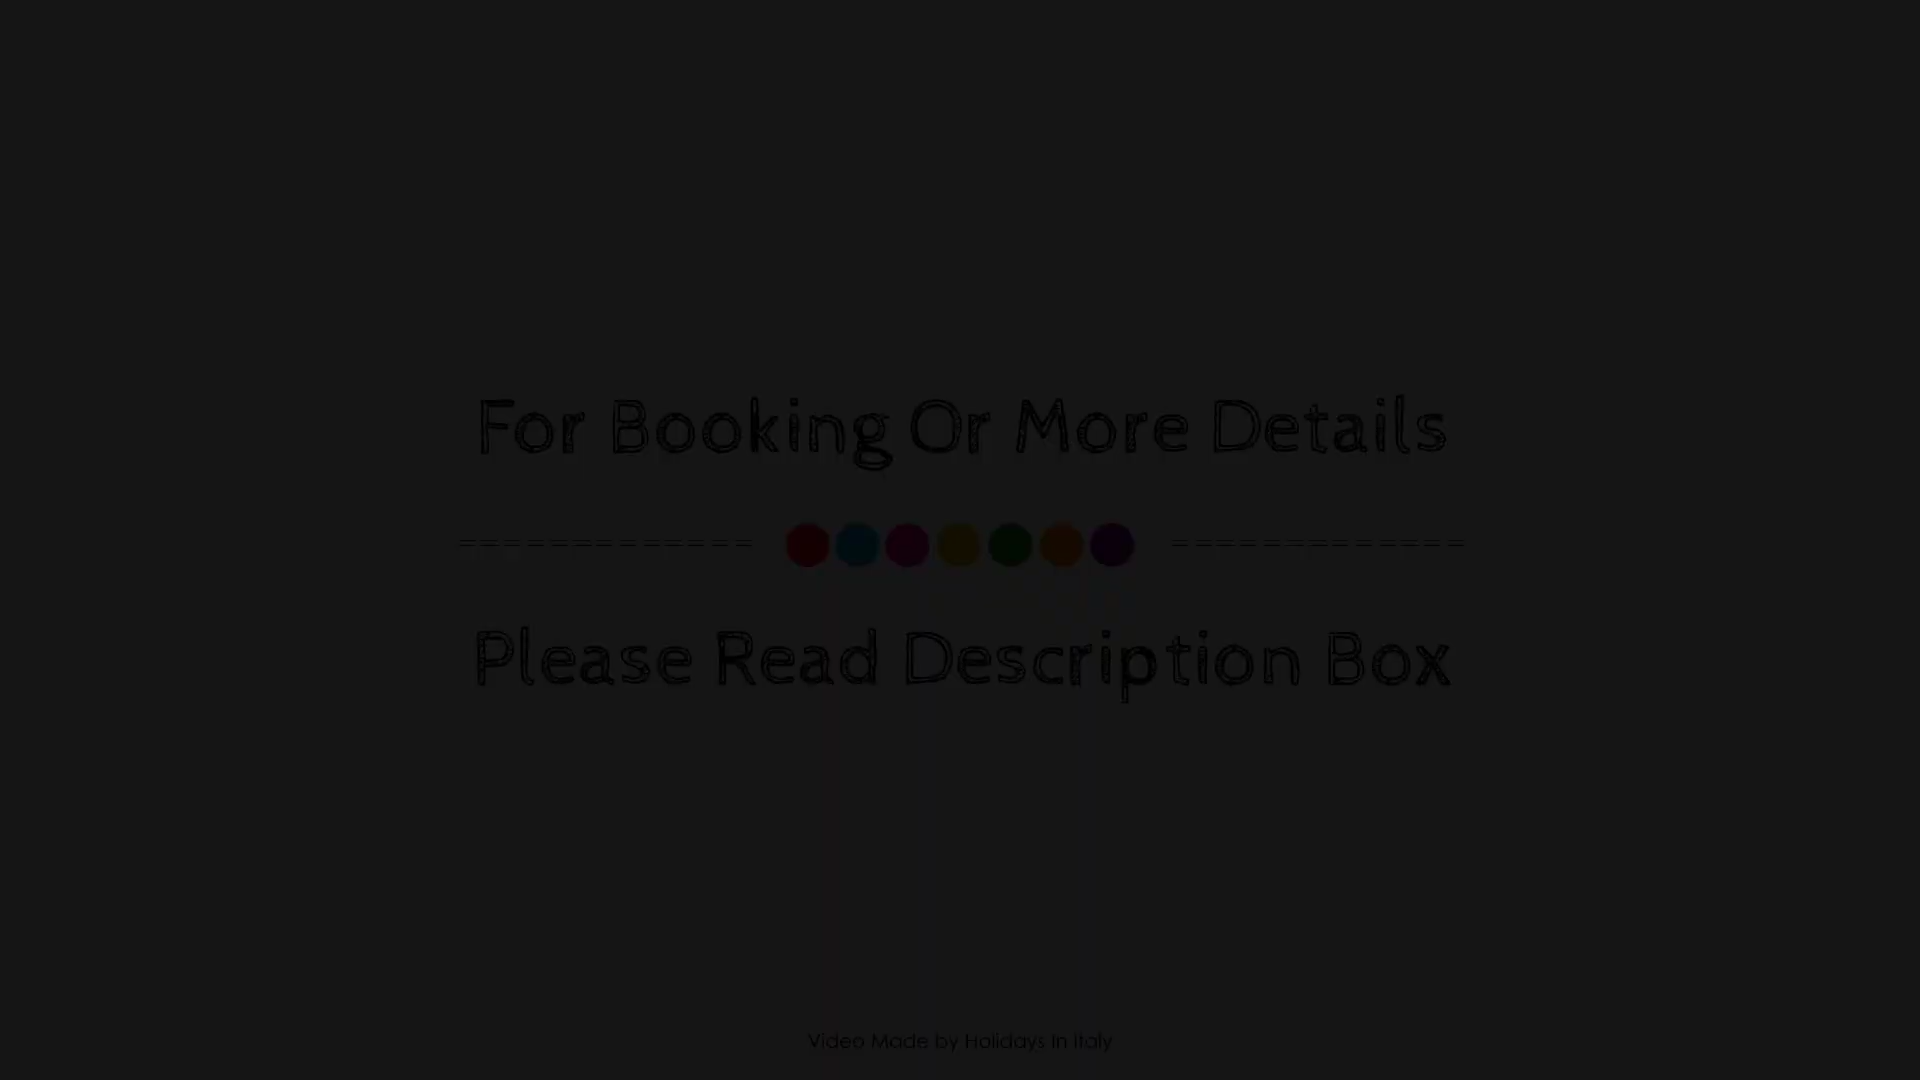 For Booking Or More Details
============= =============
Please Read Description Box
Video Made by Holidays In Italy